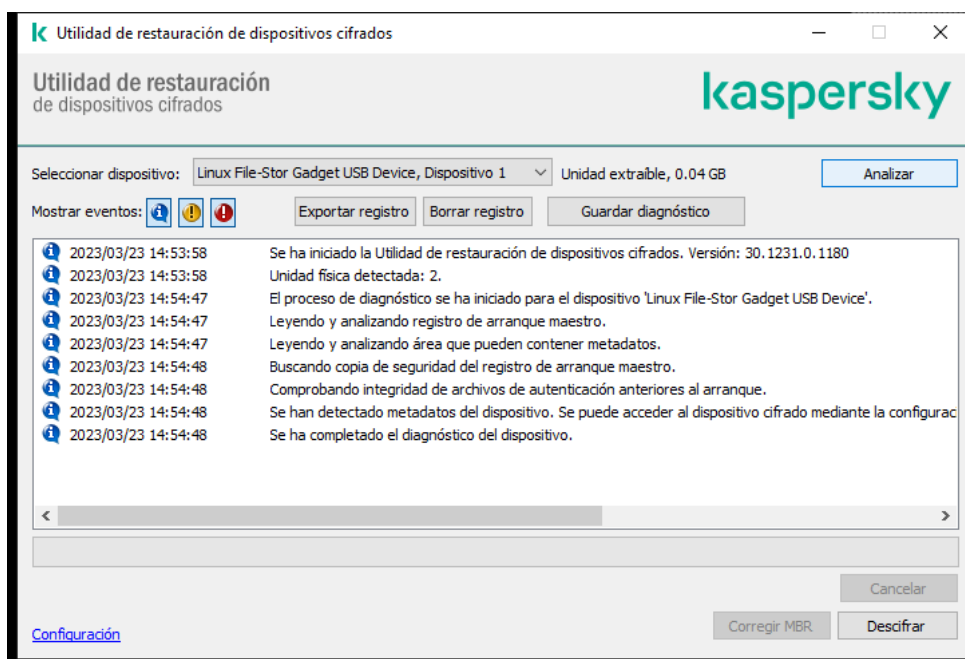 Utilidad de restauración de dispositivos cifrados
Utilidad de restauración
de dispositivos cifrados
kaspersky
Seleccionar dispositivo: Linux File-Stor Gadget USB Device, Dispositivo 1 Unidad extraíble, 0.04 GB Analizar
Mostrar eventos: Exportar registro Borrar registro Guardar diagnóstico
2023/03/23 14:53:58 Se ha iniciado la Utilidad de restauración de dispositivos cifrados. Versión: 30.1231.0.1180
2023/03/23 14:53:58 Unidad física detectada: 2.
2023/03/23 14:54:47 El proceso de diagnóstico se ha iniciado para el dispositivo 'Linux File-Stor Gadget USB Device'.
2023/03/23 14:54:47 Leyendo y analizando registro de arranque maestro.
2023/03/23 14:54:47 Leyendo y analizando área que pueden contener metadatos.
2023/03/23 14:54:48 Buscando copia de seguridad del registro de arranque maestro.
2023/03/23 14:54:48 Comprobando integridad de archivos de autenticación anteriores al arranque.
2023/03/23 14:54:48 Se han detectado metadatos del dispositivo. Se puede acceder al dispositivo cifrado mediante la configurac
2023/03/23 14:54:48 Se ha completado el diagnóstico del dispositivo.
Cancelar
Configuración Corregir MBR Descifrar